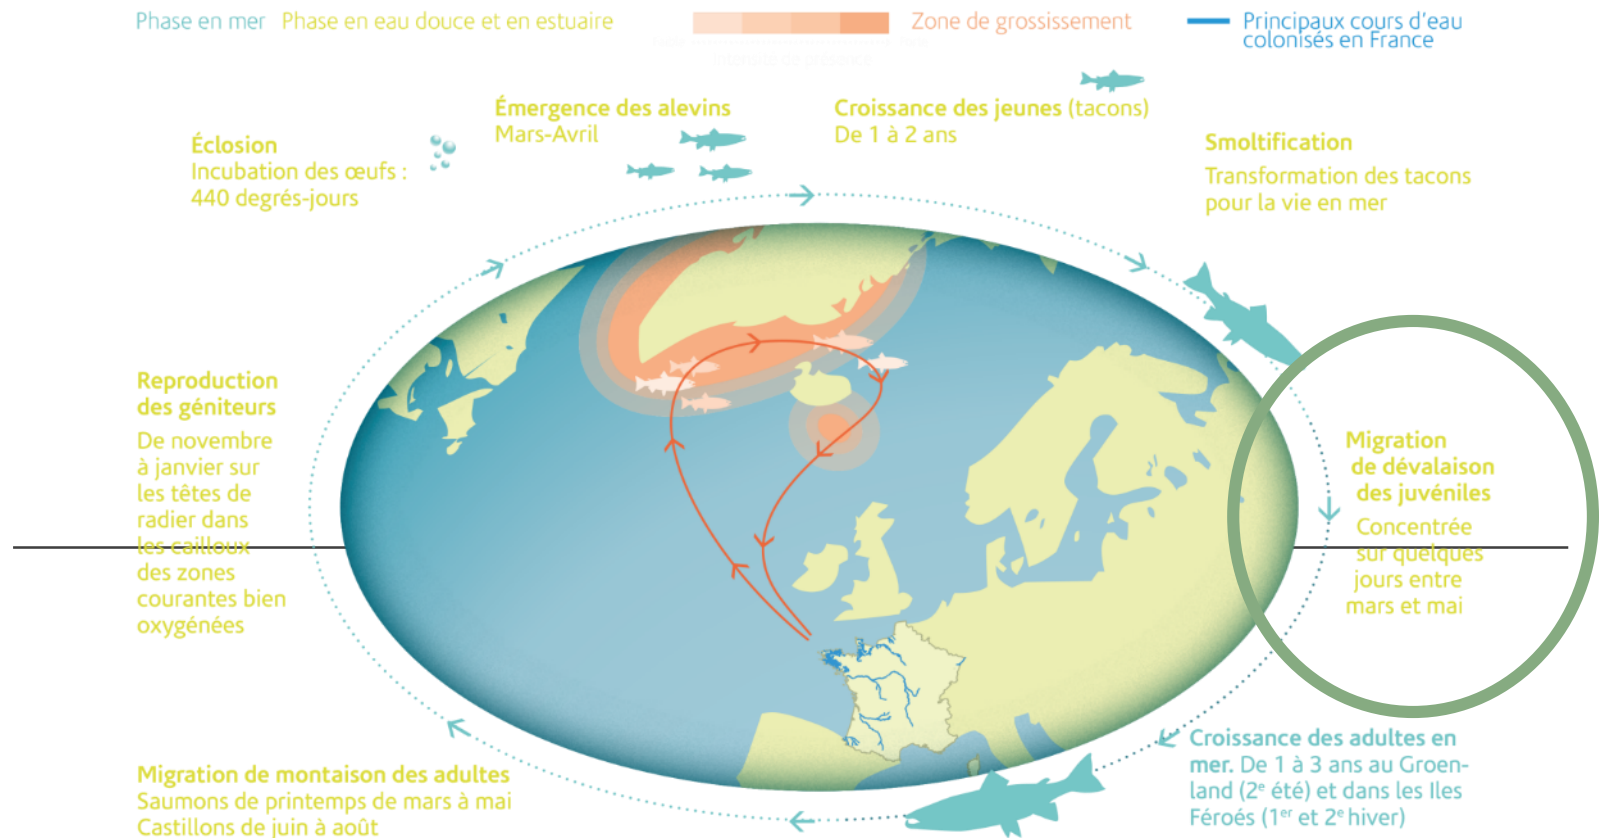 Phase en mer Phase en eau douce et en estuaire
Zone de grossissement
Principaux cours d'eau
colonisés en France
Éclosion
Incubation des œufs :
440 degrés-jours
Émergence des alevins
Mars-Avril
Croissance des jeunes (tacons)
De 1 à 2 ans
Smoltification
Transformation des tacons
pour la vie en mer
Migration
de dévalaison
des juvéniles
Concentrée
sur quelques
jours entre
mars et mai
Croissance des adultes en
mer. De 1 à 3 ans au Groen-
land (2e été) et dans les Iles
Féroés (1er et 2e hiver)
Migration de montaison des adultes
Saumons de printemps de mars à mai
Castillons de juin à août
Reproduction
des géniteurs
De novembre
à janvier sur
les têtes de
radier dans
les cailloux
des zones
courantes bien
oxygénées